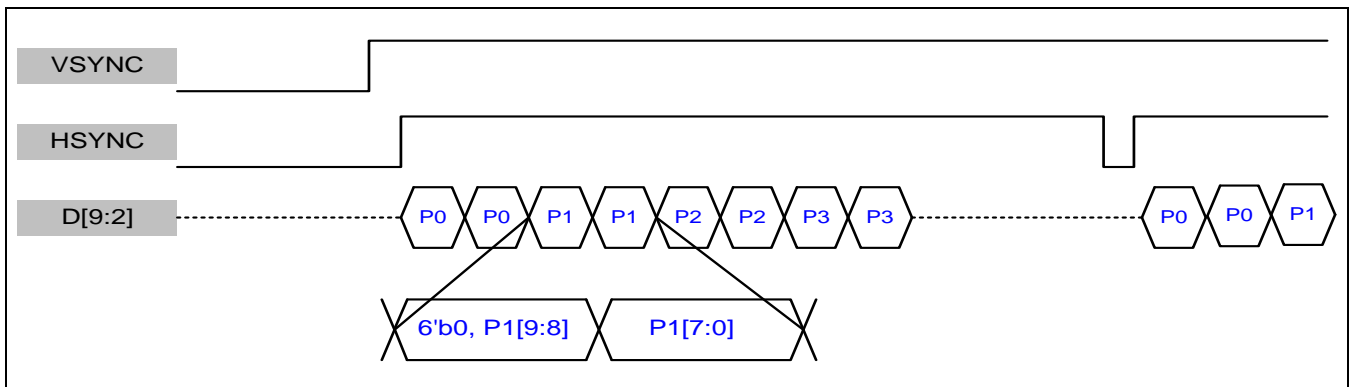 VSYNC
HSYNC
D[9:2] P0 P0 P1 P1 P2 P2 P3 P3 P0 P0 P1
6'b0, P1[9:8] P1[7:0]